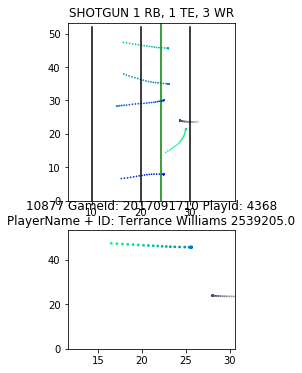 SHOTGUN 1 RB, 1 TE, 3 WR
50
40
30
20
10
0
10 20 30
10877 GameId: 2017091710 PlayId: 4368
PlayerName + ID: Terrance Williams 2539205.0
40
20
0
15 20 25 30